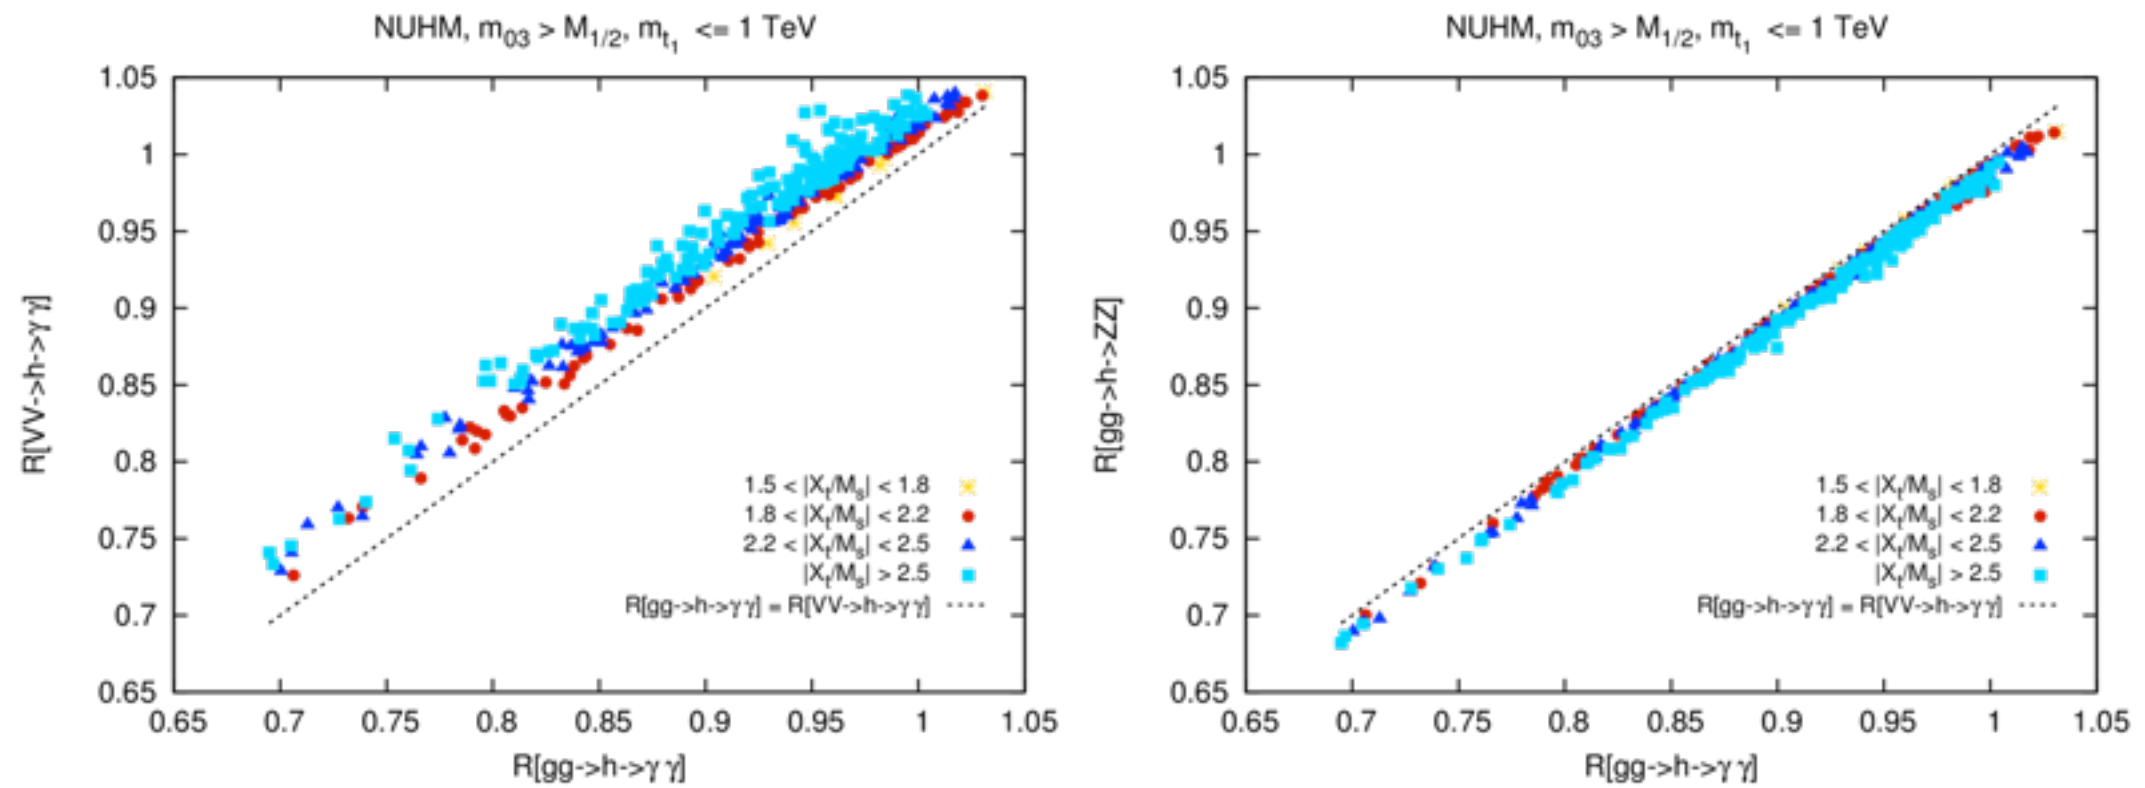 NUHM, m03 > M1/2, mt1 <= 1 TeV
1.05
1
0.95
0.9
0.85
0.8
0.75
0.7
0.65
R[VV->h->γγ]
1.5 < |Xt/Ms| < 1.8
1.8 < |Xt/Ms| < 2.2
2.2 < |Xt/Ms| < 2.5
|Xt/Ms| > 2.5
R[gg->h->γγ] = R[VV->h->γγ]
0.65 0.7 0.75 0.8 0.85 0.9 0.95 1 1.05
R[gg->h->γγ]
NUHM, m03 > M1/2, mt1 <= 1 TeV
1.05
1
0.95
0.9
0.85
0.8
0.75
0.7
0.65
R[gg->h->ZZ]
1.5 < |Xt/Ms| < 1.8
1.8 < |Xt/Ms| < 2.2
2.2 < |Xt/Ms| < 2.5
|Xt/Ms| > 2.5
R[gg->h->γγ] = R[VV->h->γγ]
0.65 0.7 0.75 0.8 0.85 0.9 0.95 1 1.05
R[gg->h->γγ]